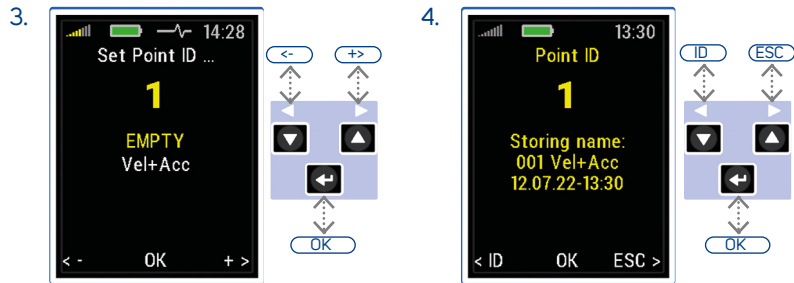 3.
14:28
Set Point ID ...
1
EMPTY
Vel+Acc
< -
OK
+ >
<-
+>
OK
4.
13:30
Point ID
1
Storing name:
001 Vel+Acc
12.07.22-13:30
< ID
OK
ESC >
ID
ESC
OK